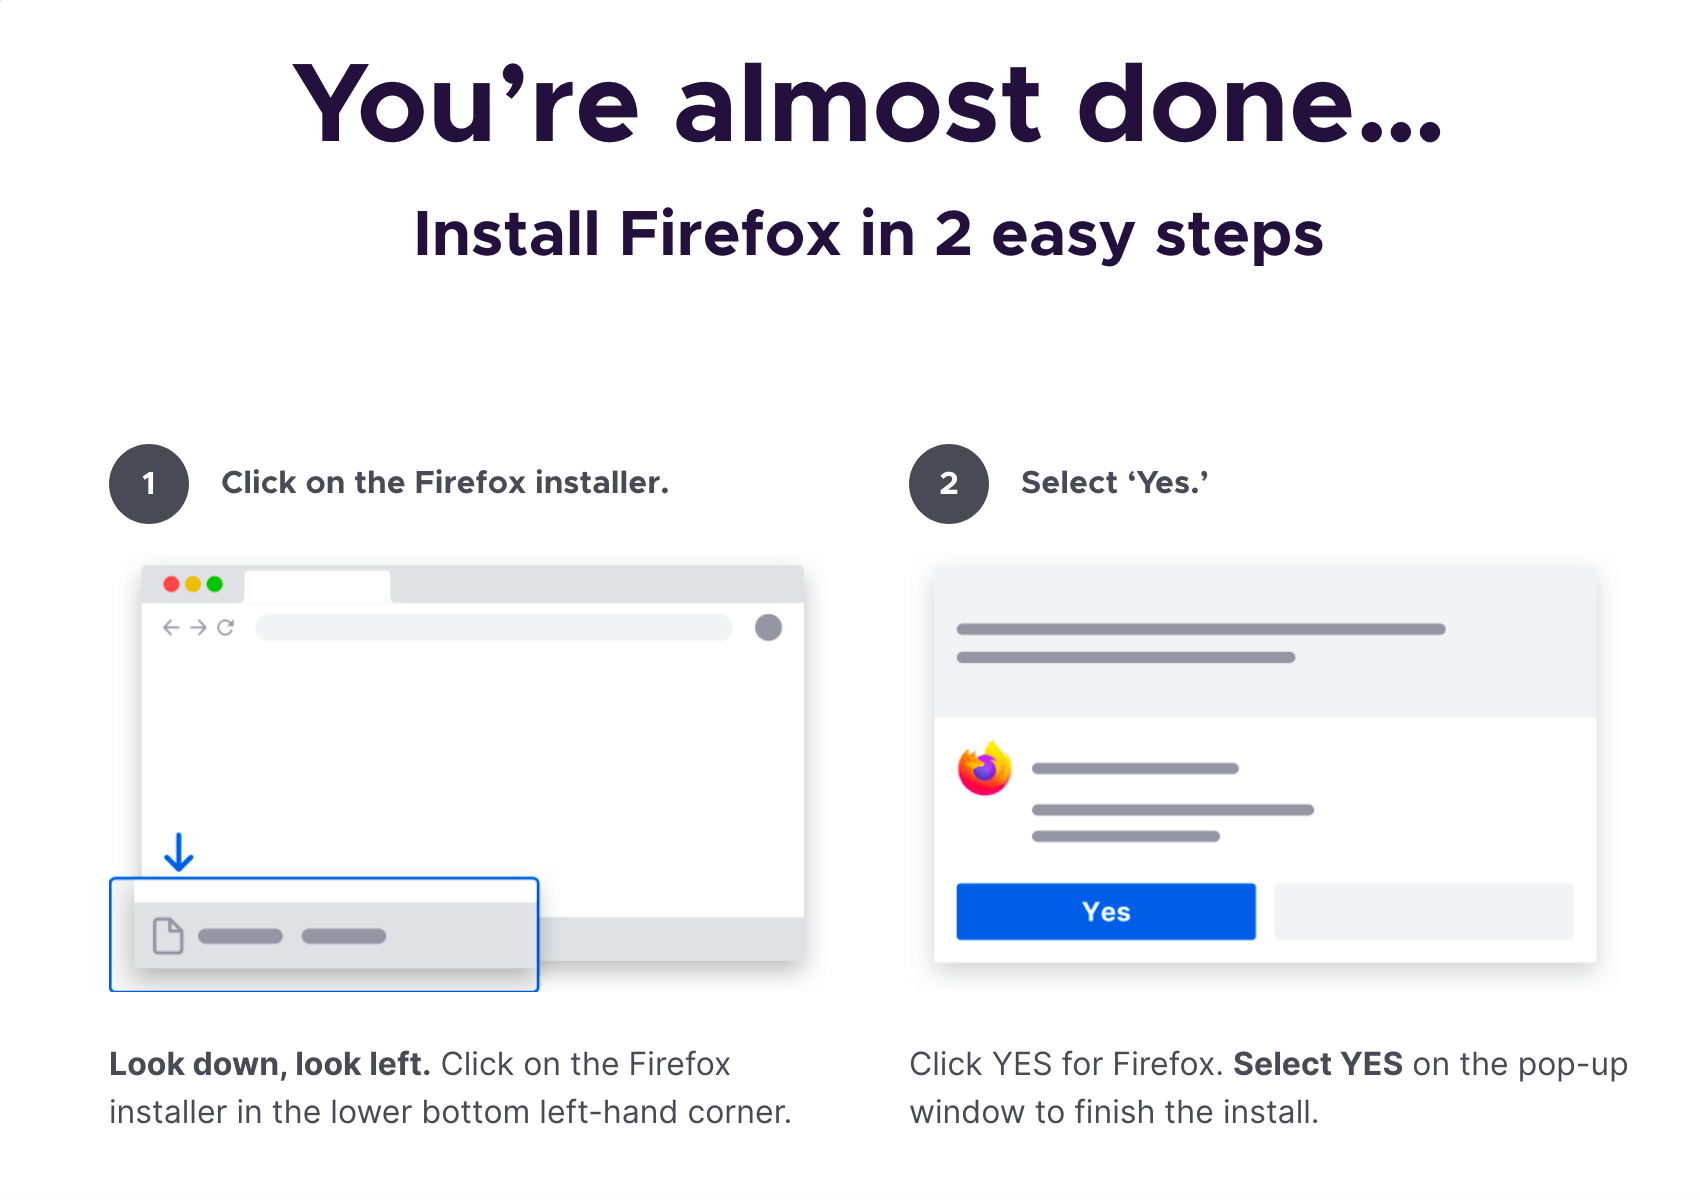 You’re almost done...
Install Firefox in 2 easy steps
1 Click on the Firefox installer.
Look down, look left. Click on the Firefox
installer in the lower bottom left-hand corner.
2 Select ‘Yes.’
Yes
Click YES for Firefox. Select YES on the pop-up
window to finish the install.